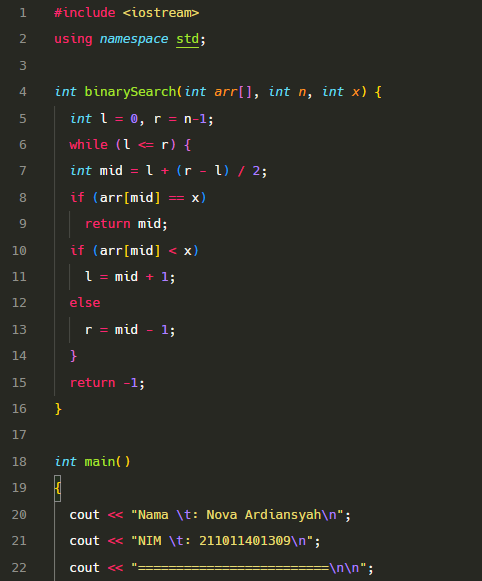 1 #include <iostream>
2 using namespace std;
3
4 int binarySearch(int arr[], int n, int x) {
5 int l = 0, r = n-1;
6 while (l <= r) {
7 int mid = l + (r - l) / 2;
8 if (arr[mid] == x)
9 return mid;
10 if (arr[mid] < x)
11 l = mid + 1;
12 else
13 r = mid - 1;
14 }
15 return -1;
16 }
17
18 int main()
19 {
20 cout << "Nama \t: Nova Ardiansyah\n";
21 cout << "NIM \t: 211011401309\n";
22 cout << "=========================\n\n";